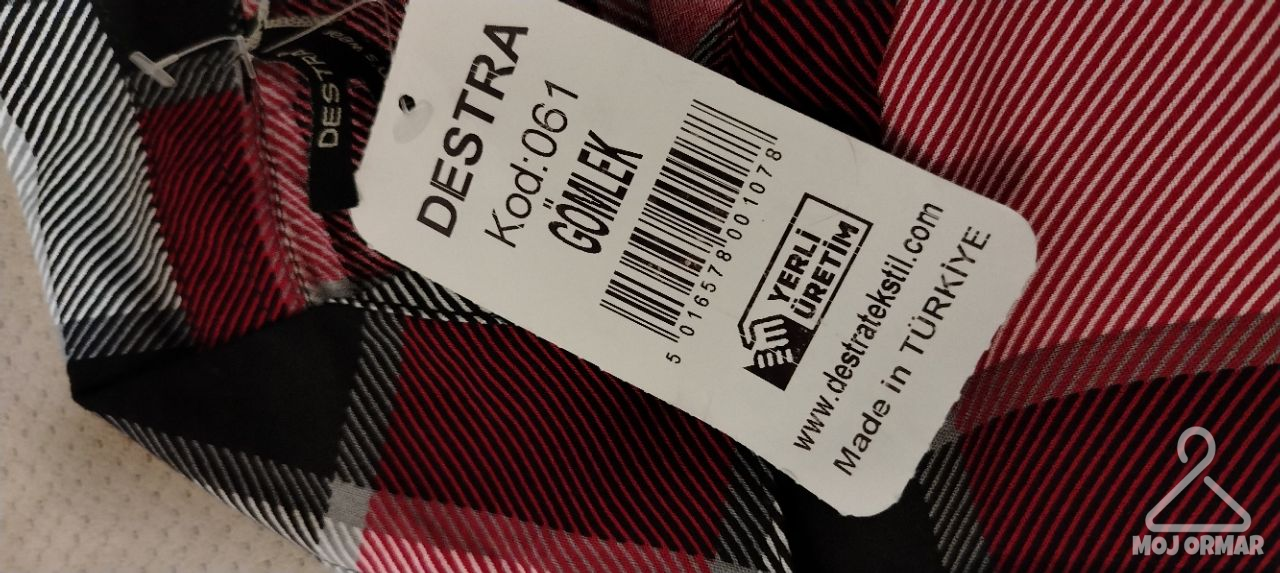 DESTRA
Kod:061
GÖMLEK
5 016578 001078
YERLİ
ÜRETİM
www.destratekstil.com
Made in TÜRKİYE
DESTRA
MOJ ORMAR